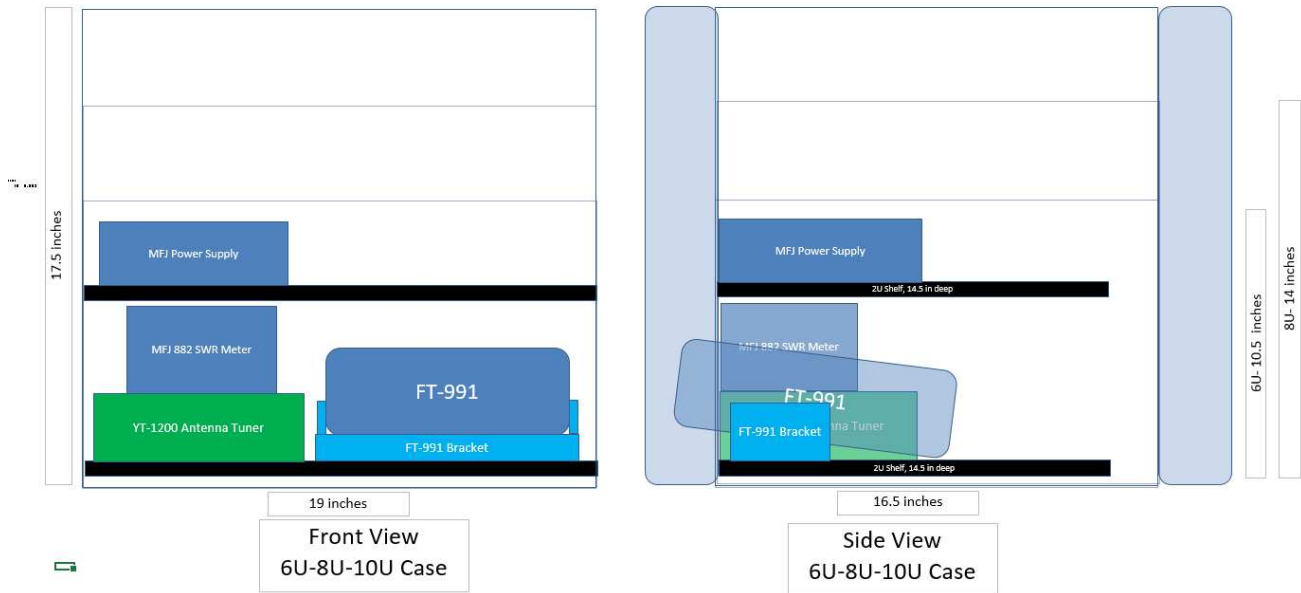 17.5 inches
MFJ Power Supply
MFJ 882 SWR Meter
YT-1200 Antenna Tuner
FT-991
FT-991 Bracket
19 inches
Front View
6U-8U-10U Case
MFJ Power Supply
2U Shelf, 14.5 in deep
MFJ 882 SWR Meter
FT-991
nna Tuner
FT-991 Bracket
2U Shelf, 14.5 in deep
16.5 inches
Side View
6U-8U-10U Case
6U- 10.5 inches
8U- 14 inches